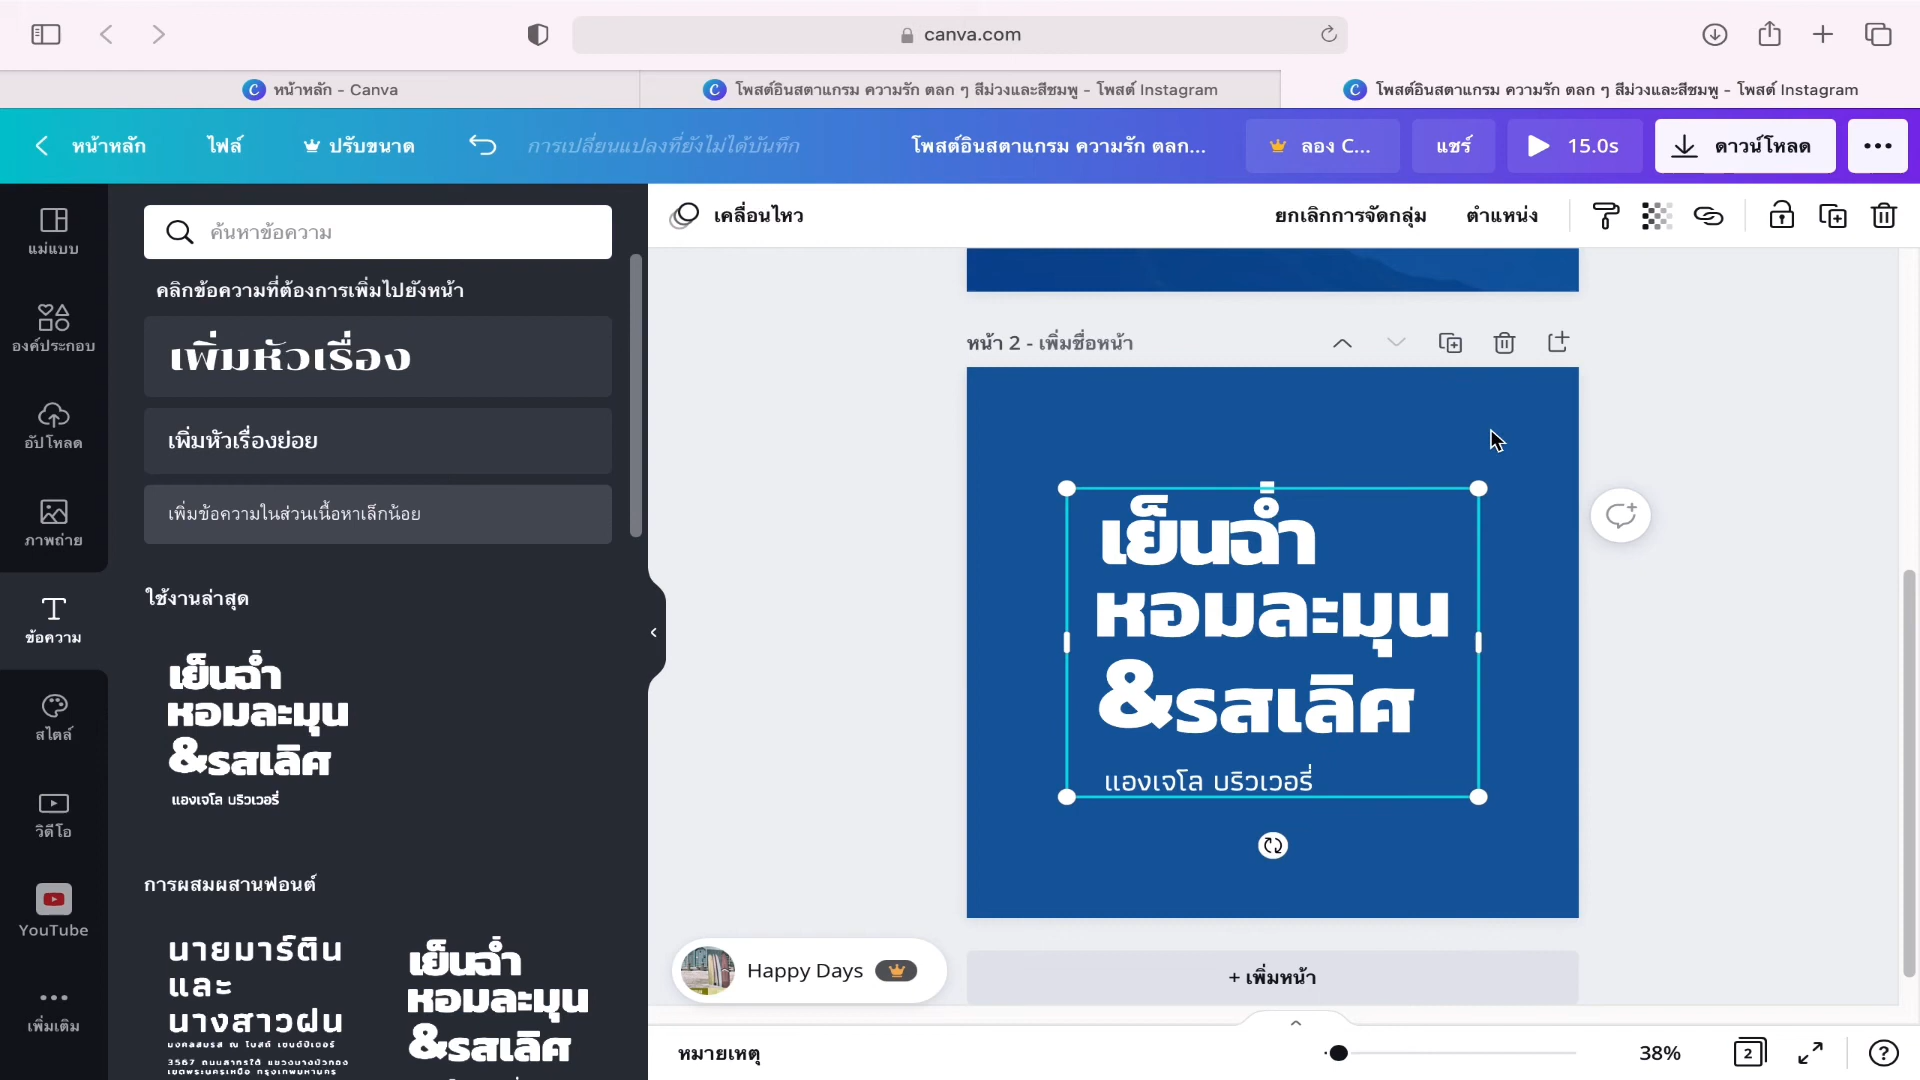 canva.com
หน้าหลัก - Canva
โพสต์อินสตาแกรม ความรัก ตลก ๆ สีม่วงและสีชมพู - โพสต์ Instagram
โพสต์อินสตาแกรม ความรัก ตลก ๆ สีม่วงและสีชมพู - โพสต์ Instagram
หน้าหลัก
ไฟล์
ปรับขนาด
การเปลี่ยนแปลงที่ยังไม่ได้บันทึก
โพสต์อินสตาแกรม ความรัก ตลก...
ลอง C...
แชร์
15.0s
ดาวน์โหลด
แม่แบบ
องค์ประกอบ
อัปโหลด
ภาพถ่าย
ข้อความ
สไตล์
วิดีโอ
YouTube
เพิ่มเติม
ค้นหาข้อความ
คลิกข้อความที่ต้องการเพิ่มไปยังหน้า
เพิ่มหัวเรื่อง
เพิ่มหัวเรื่องย่อย
เพิ่มข้อความในส่วนเนื้อหาเล็กน้อย
ใช้งานล่าสุด
เย็นฉ่ำ
หอมละมุน
&รสเลิศ
แองเจโล บริวเวอรี่
การผสมผสานฟอนต์
นายมาร์ติน
และ
นางสาวฝน
เย็นฉ่ำ
หอมละมุน
&รสเลิศ
เคลื่อนไหว
ยกเลิกการจัดกลุ่ม
ตำแหน่ง
หน้า 2 - เพิ่มชื่อหน้า
เย็นฉ่ำ
หอมละมุน
&รสเลิศ
แองเจโล บริวเวอรี่
Happy Days
+ เพิ่มหน้า
หมายเหตุ
38%
2
?